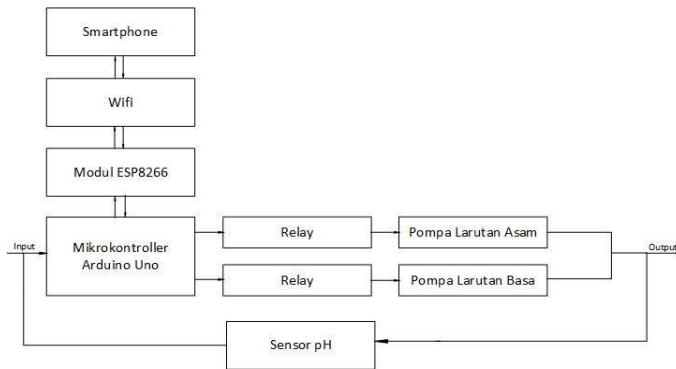 Smartphone
Wifi
Modul ESP8266
Input
Mikrokontroller
Arduino Uno
Relay
Pompa Larutan Asam
Output
Relay
Pompa Larutan Basa
Sensor pH